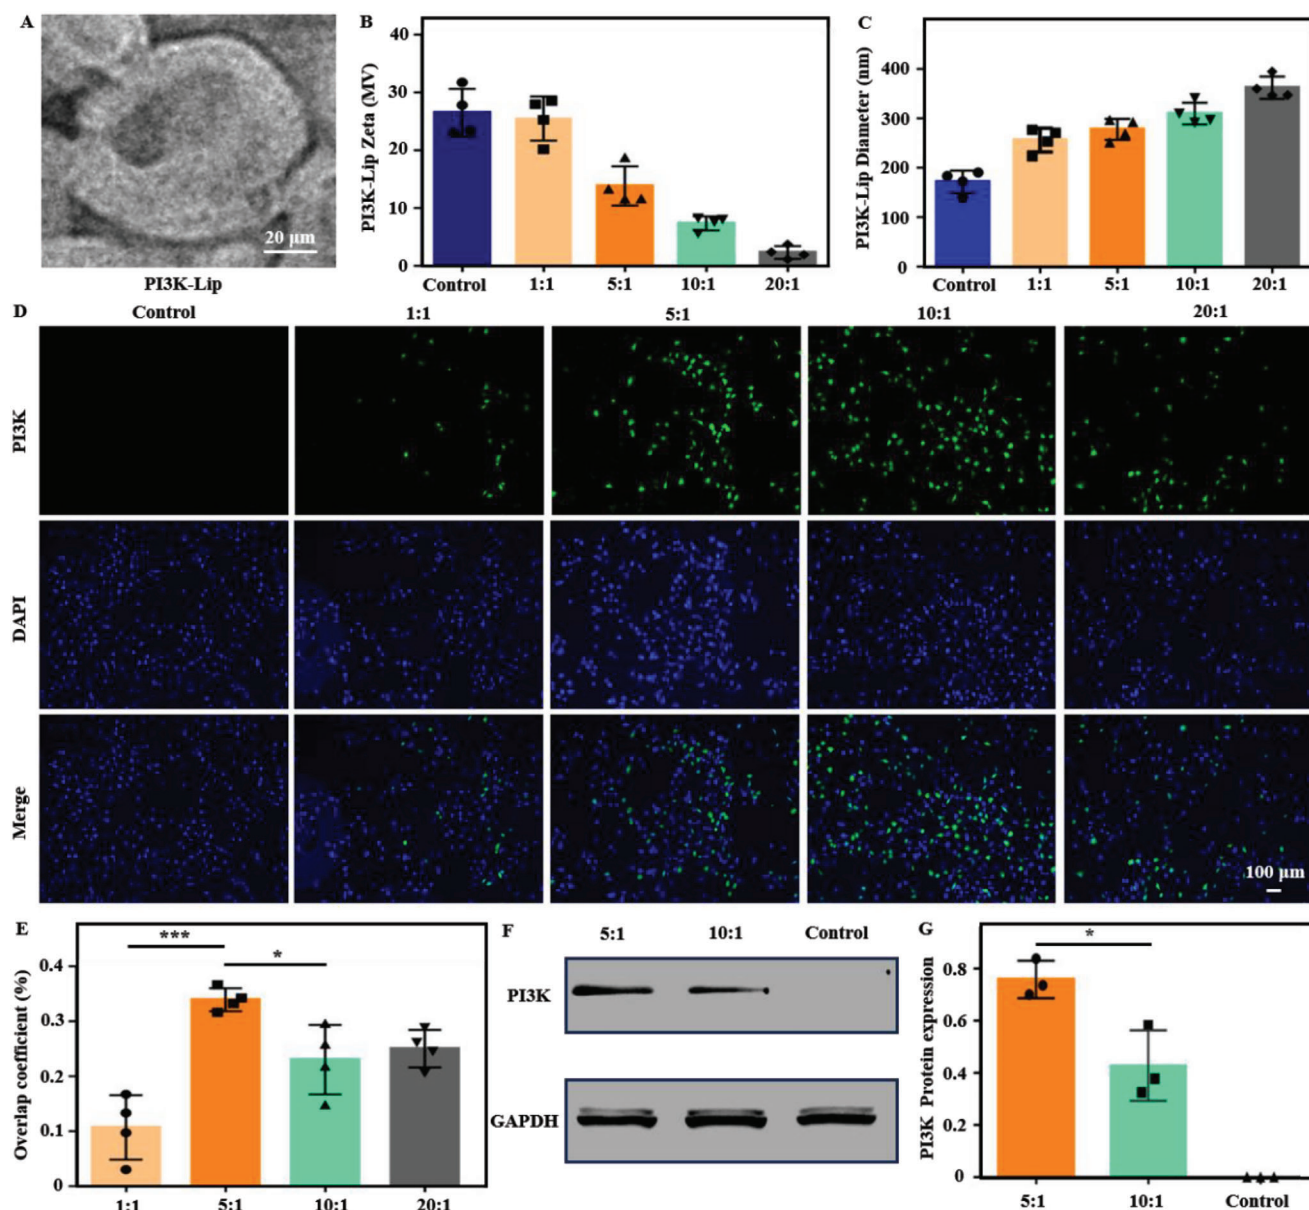 A
20 μm
PI3K-Lip
B
PI3K-Lip Zeta (MV)
40
30
20
10
0
Control
1:1
5:1
10:1
20:1
C
PI3K-Lip Diameter (nm)
400
300
200
100
0
Control
1:1
5:1
10:1
20:1
D
Control
1:1
5:1
10:1
20:1
PI3K
DAPI
Merge
100 μm
E
Overlap coefficient (%)
0.4
0.3
0.2
0.1
0
***
*
1:1
5:1
10:1
20:1
F
5:1
10:1
Control
PI3K
GAPDH
G
PI3K Protein expression
0.8
0.6
0.4
0.2
0
*
5:1
10:1
Control